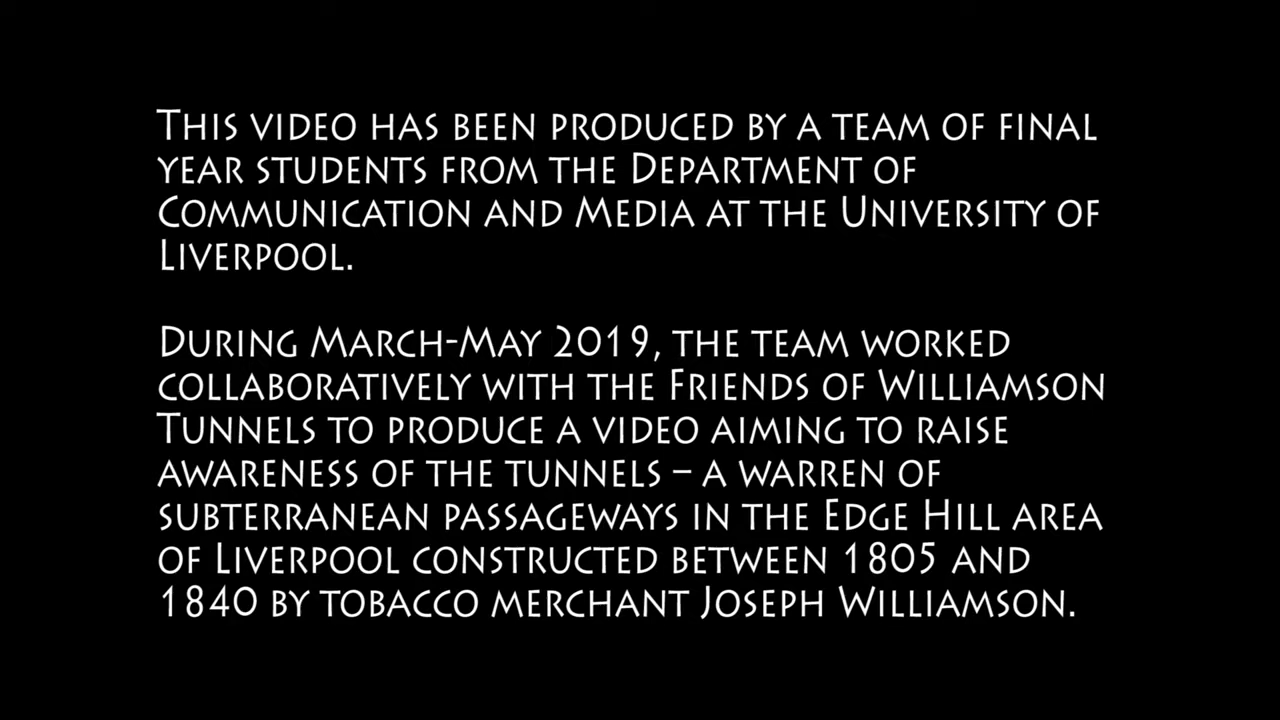 This video has been produced by a team of final
year students from the Department of
Communication and Media at the University of
Liverpool.
During March-May 2019, the team worked
collaboratively with the Friends of Williamson
Tunnels to produce a video aiming to raise
awareness of the tunnels – a warren of
subterranean passageways in the Edge Hill area
of Liverpool constructed between 1805 and
1840 by tobacco merchant Joseph Williamson.